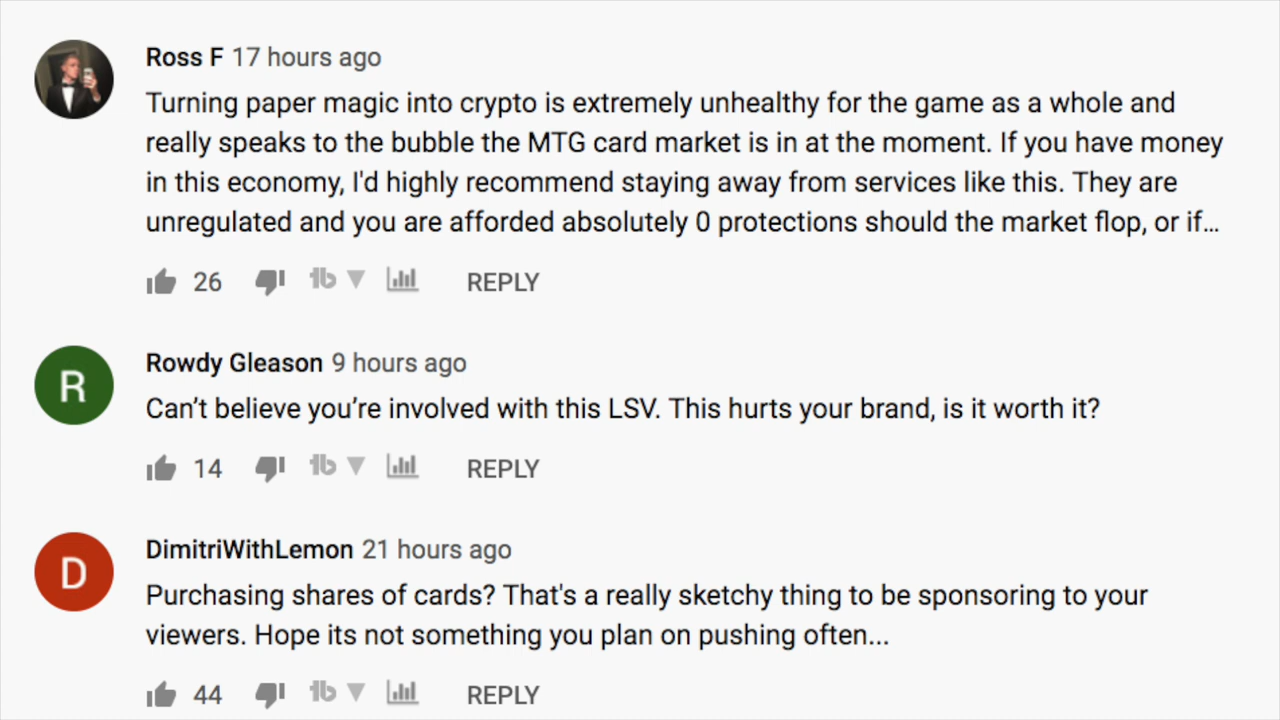 Ross F 17 hours ago
Turning paper magic into crypto is extremely unhealthy for the game as a whole and
really speaks to the bubble the MTG card market is in at the moment. If you have money
in this economy, I'd highly recommend staying away from services like this. They are
unregulated and you are afforded absolutely 0 protections should the market flop, or if...
26 1b REPLY
R
Rowdy Gleason 9 hours ago
Can’t believe you’re involved with this LSV. This hurts your brand, is it worth it?
14 1b REPLY
D
DimitriWithLemon 21 hours ago
Purchasing shares of cards? That's a really sketchy thing to be sponsoring to your
viewers. Hope its not something you plan on pushing often...
44 1b REPLY